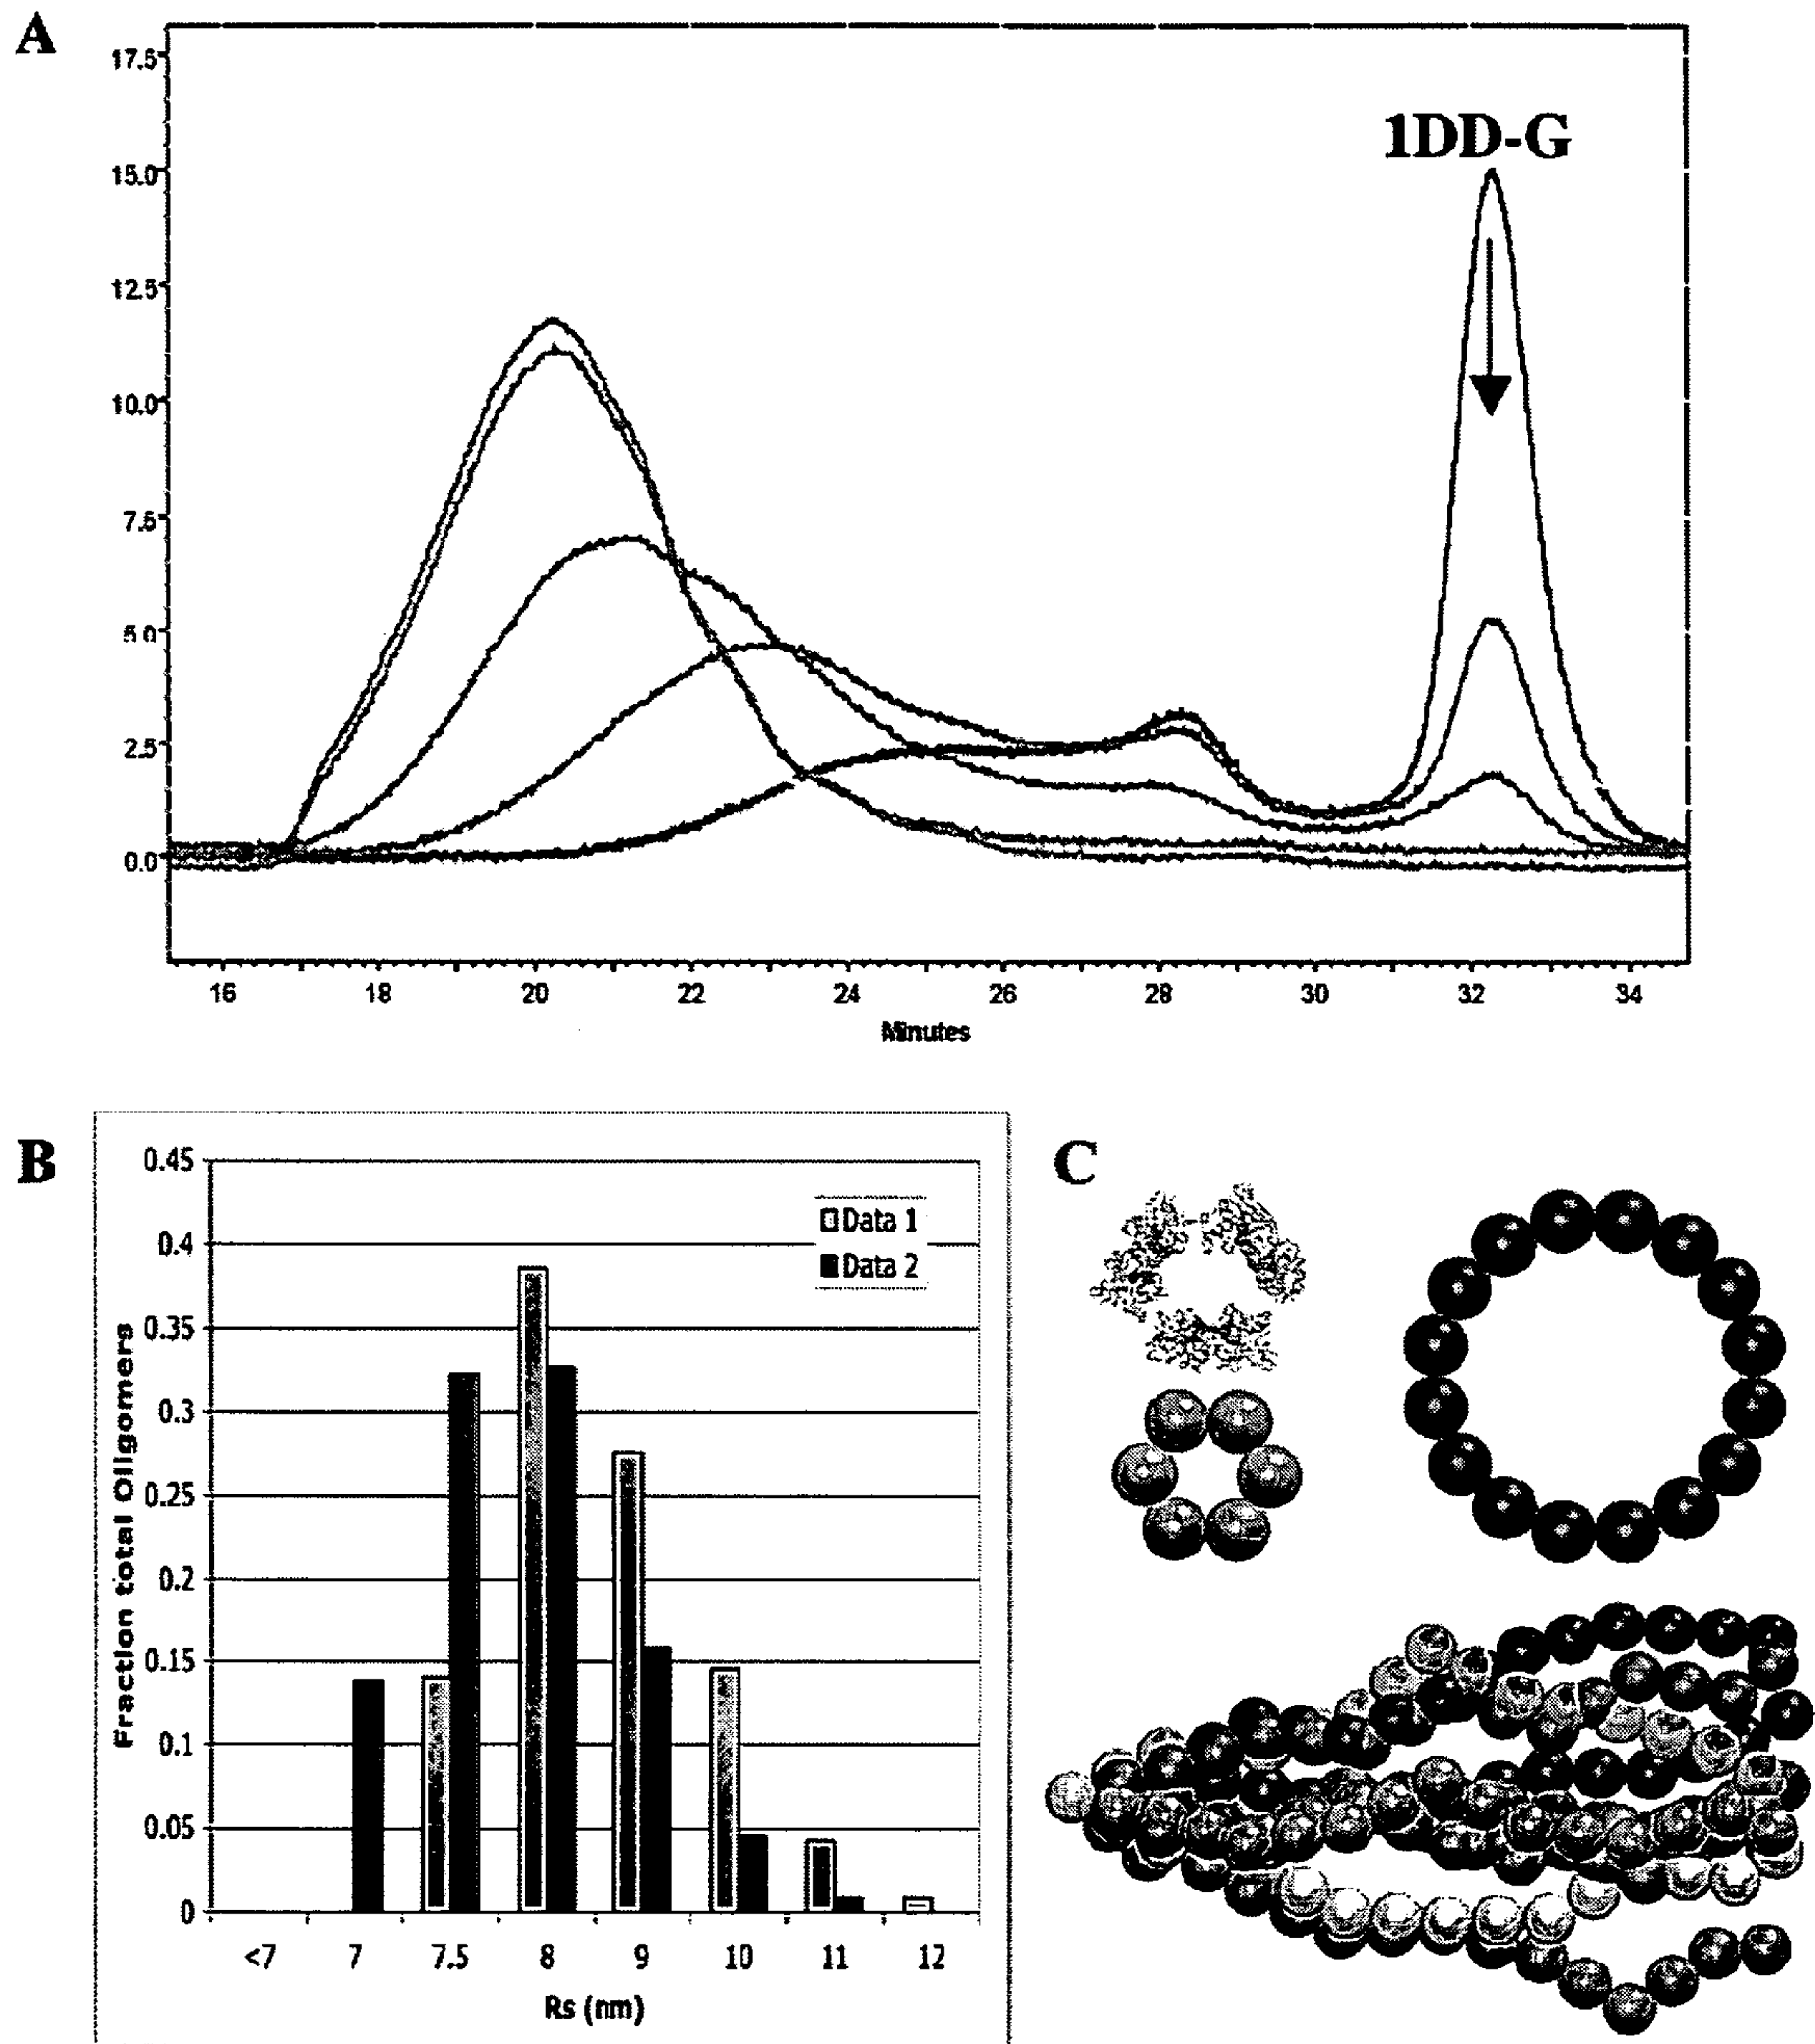 A
1DD-G
17.5
15.0
12.5
10.0
7.5
5.0
2.5
0.0
16 18 20 22 24 26 28 30 32 34
Minutes
B
Fraction total Oligomers
0.45
0.4
0.35
0.3
0.25
0.2
0.15
0.1
0.05
0
Data 1
Data 2
<7 7 7.5 8 9 10 11 12
Rs (nm)
C